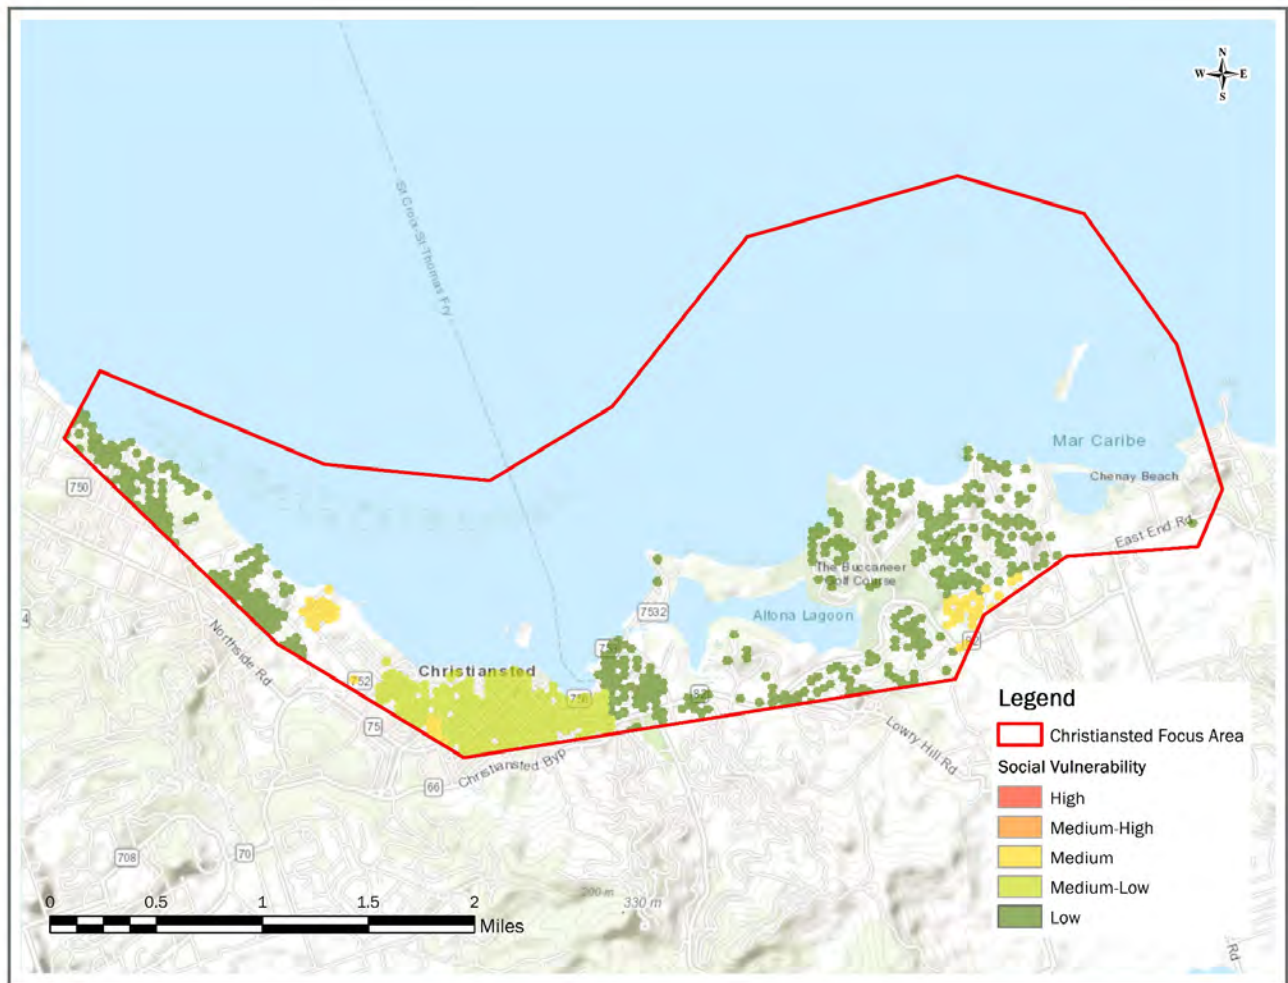 N
W E
S
St Croix-St Thomas Fry
Mar Caribe
Chenay Beach
East End Rd
750
The Buccaneer
Golf Course
7532
Altona Lagoon
Northside Rd
Christiansted
752
75
82
Lowry Hill Rd
Christiansted Byp
66
708
70
200 m
330 m
Rd
Legend
Christiansted Focus Area
Social Vulnerability
High
Medium-High
Medium
Medium-Low
Low
0 0.5 1 1.5 2
Miles